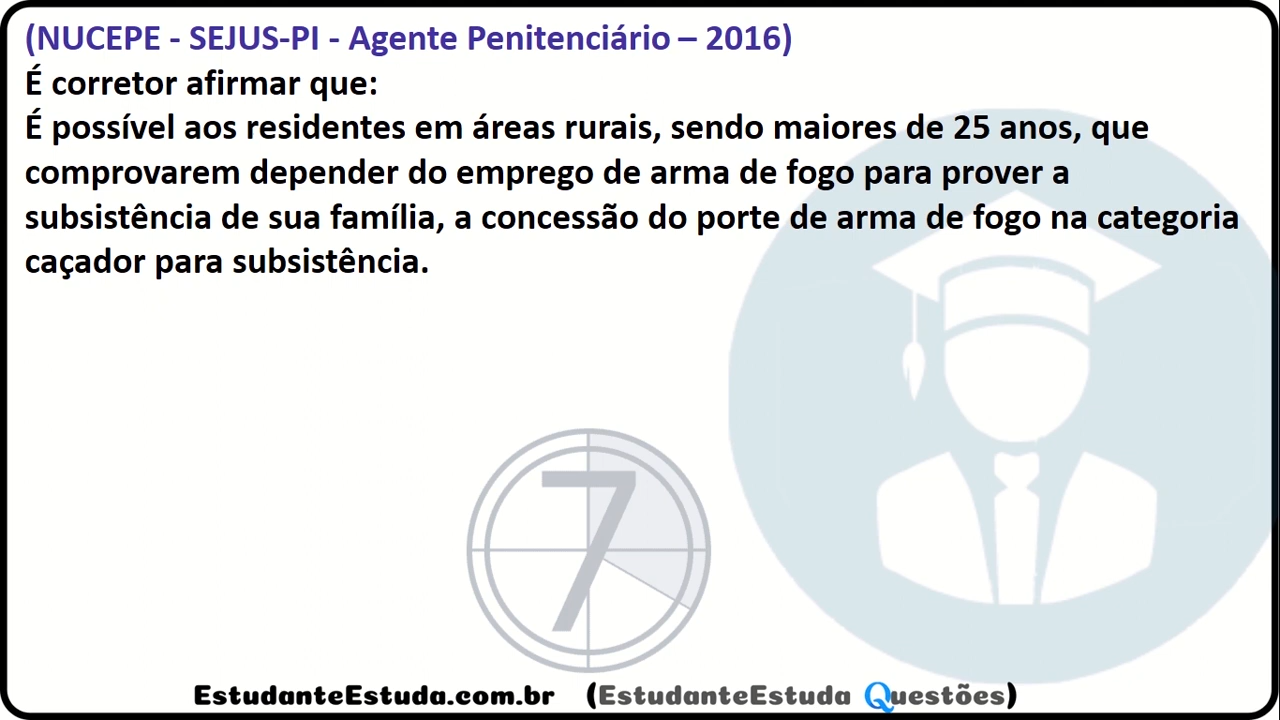 (NUCEPE - SEJUS-PI - Agente Penitenciário – 2016)
É corretor afirmar que:
É possível aos residentes em áreas rurais, sendo maiores de 25 anos, que
comprovarem depender do emprego de arma de fogo para prover a
subsistência de sua família, a concessão do porte de arma de fogo na categoria
caçador para subsistência.
7
EstudanteEstuda.com.br (EstudanteEstuda Questões)